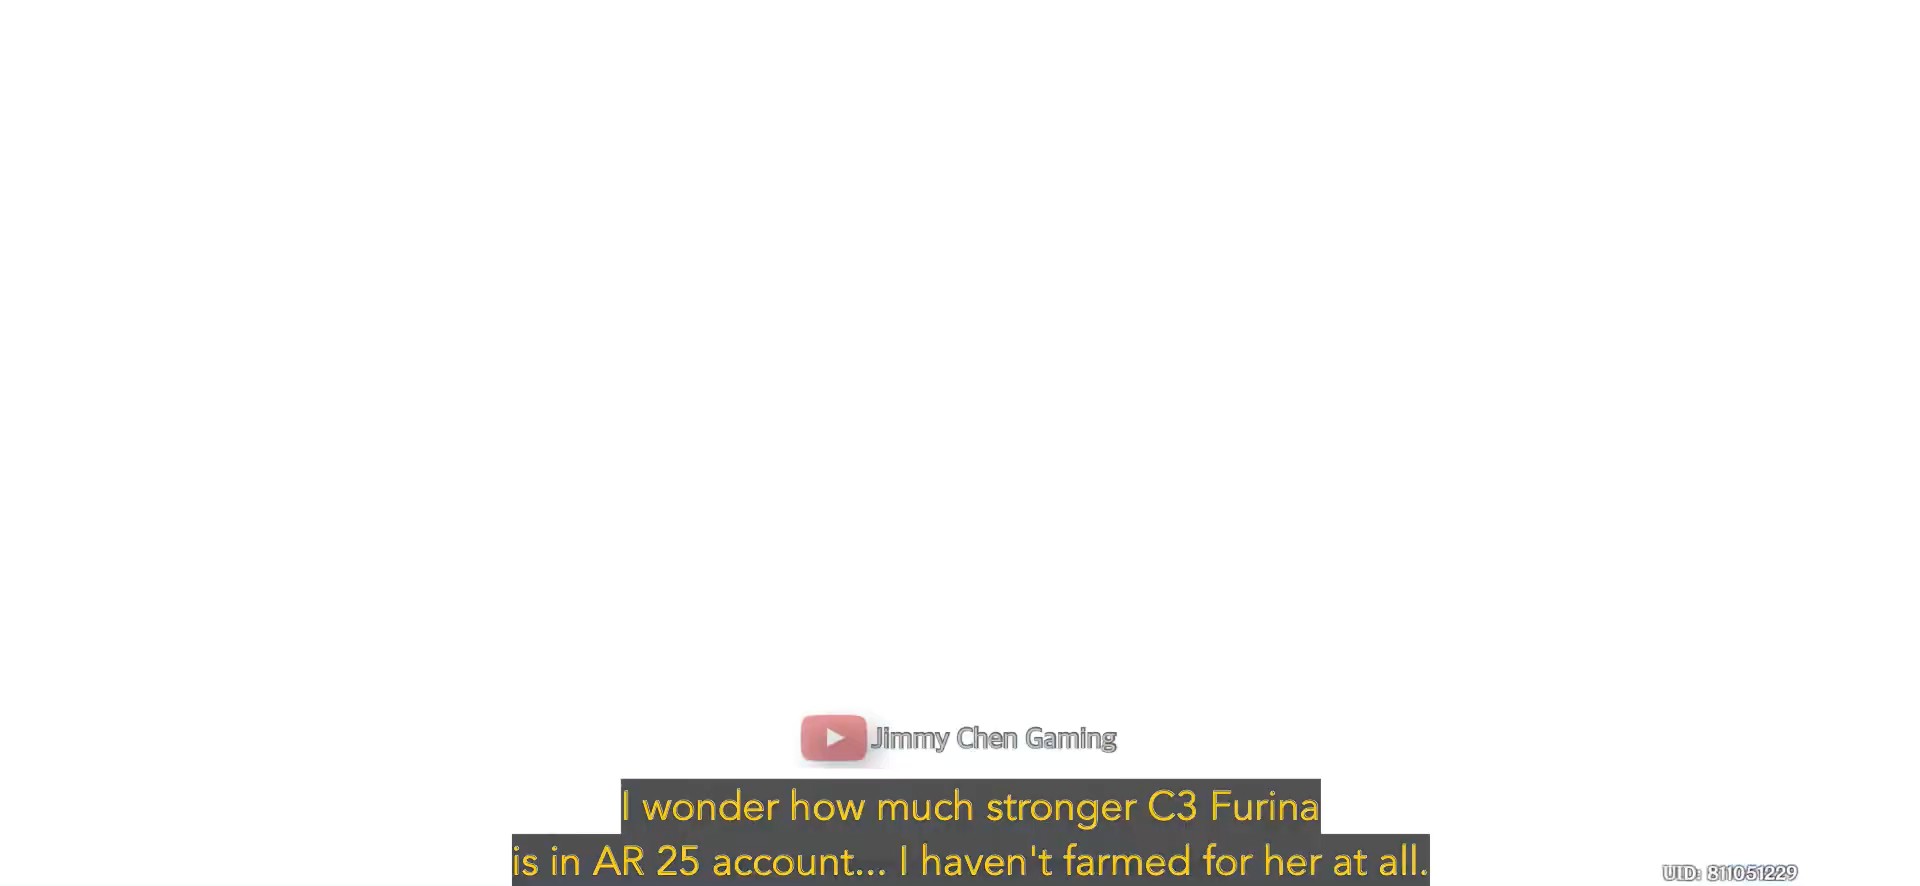 Jimmy Chen Gaming
I wonder how much stronger C3 Furina
is in AR 25 account... I haven't farmed for her at all.
UID: 811051229